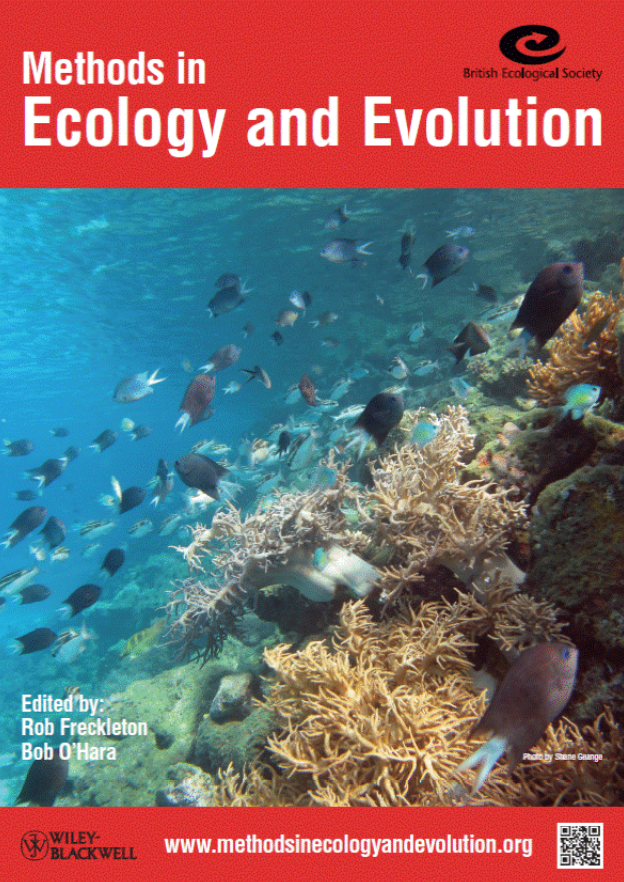 Methods in
Ecology and Evolution
British Ecological Society
Edited by:
Rob Freckleton
Bob O'Hara
Photo by Shane Geange
WILEY-
BLACKWELL
www.methodsinecologyandevolution.org